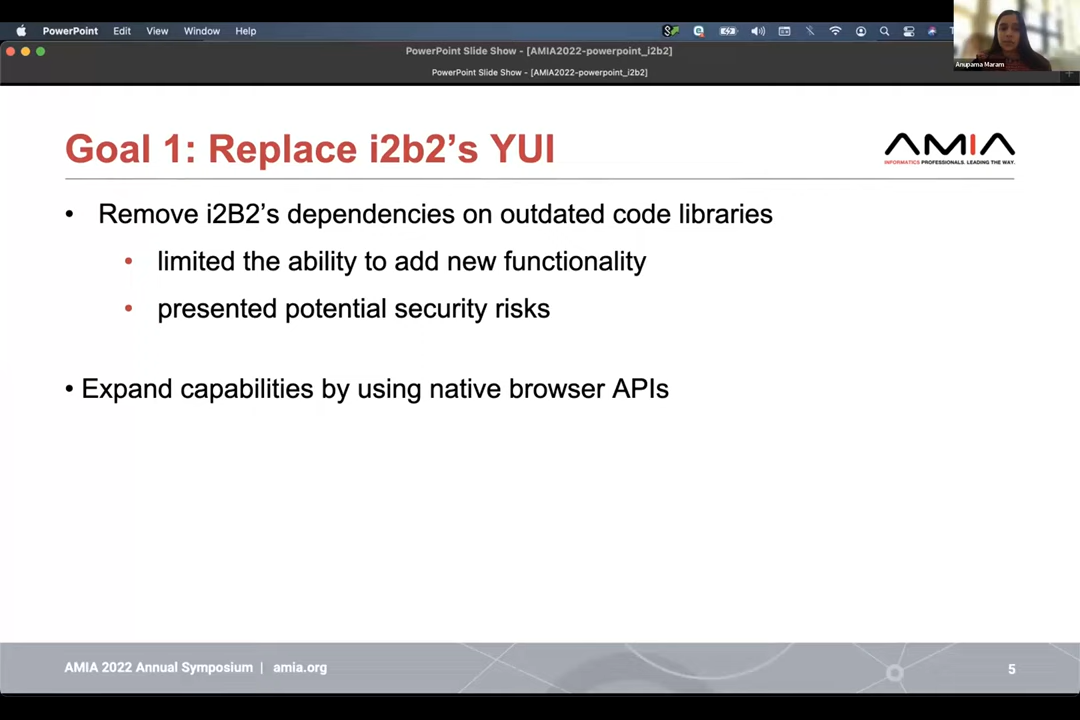 PowerPoint Edit View Window Help
PowerPoint Slide Show - [AMIA2022-powerpoint_i2b2]
PowerPoint Slide Show - [AMIA2022-powerpoint_i2b2]
Anupama Maram
Goal 1: Replace i2b2’s YUI
AMIA
INFORMATICS PROFESSIONALS. LEADING THE WAY.
• Remove i2B2’s dependencies on outdated code libraries
• limited the ability to add new functionality
• presented potential security risks
• Expand capabilities by using native browser APIs
AMIA 2022 Annual Symposium | amia.org
5